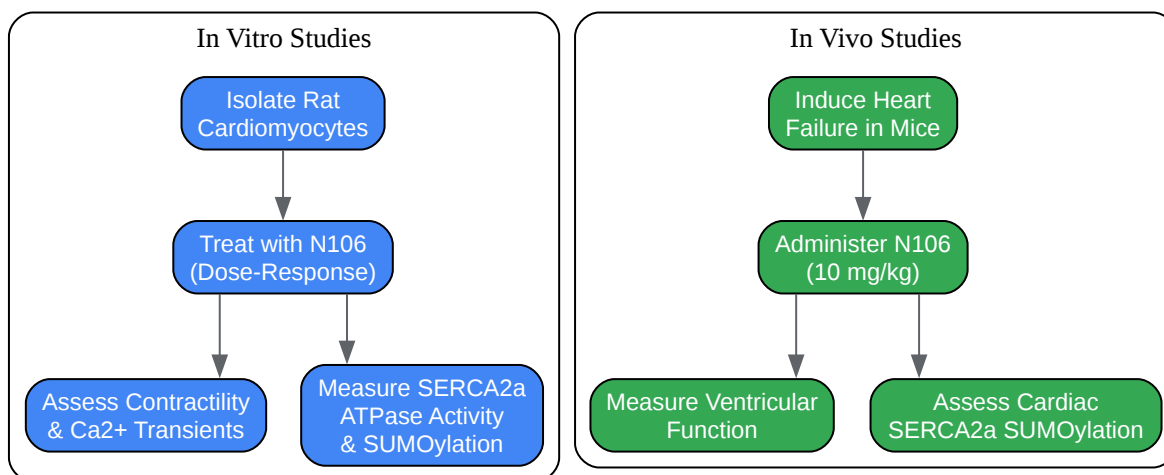 In Vitro Studies
Isolate Rat
Cardiomyocytes
Treat with N106
(Dose-Response)
Assess Contractility
& Ca2+ Transients
Measure SERCA2a
ATPase Activity
& SUMOylation
In Vivo Studies
Induce Heart
Failure in Mice
Administer N106
(10 mg/kg)
Measure Ventricular
Function
Assess Cardiac
SERCA2a SUMOylation